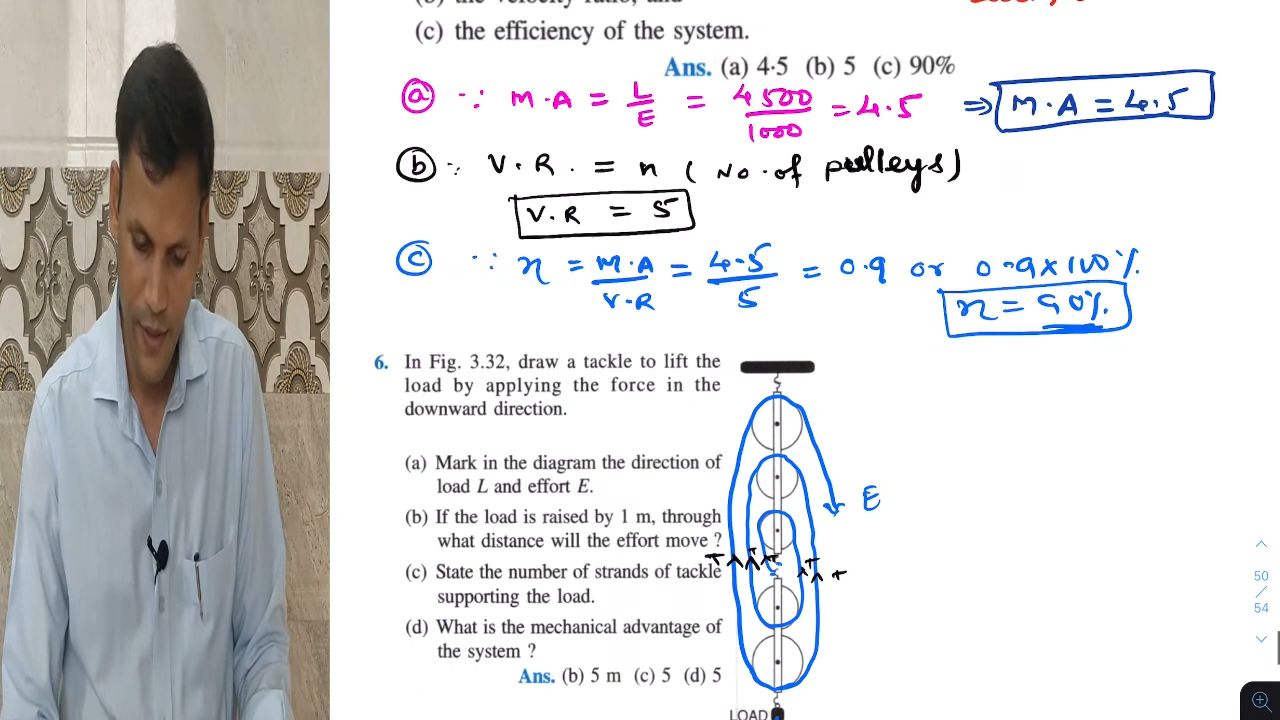 (c) the efficiency of the system.
Ans. (a) 4·5 (b) 5 (c) 90%
(a) ∵ M·A = L/E = 4500/1000 = 4.5 ⇒ M·A = 4.5
(b) ∵ V.R. = n (No. of pulleys)
V.R = 5
(c) ∵ η = M·A/V·R = 4.5/5 = 0.9 or 0.9×100%
η = 90%
6. In Fig. 3.32, draw a tackle to lift the
load by applying the force in the
downward direction.
(a) Mark in the diagram the direction of
load L and effort E.
E
(b) If the load is raised by 1 m, through
what distance will the effort move ?
T T T T T
(c) State the number of strands of tackle
supporting the load.
(d) What is the mechanical advantage of
the system ?
Ans. (b) 5 m (c) 5 (d) 5
LOAD
50
/
54